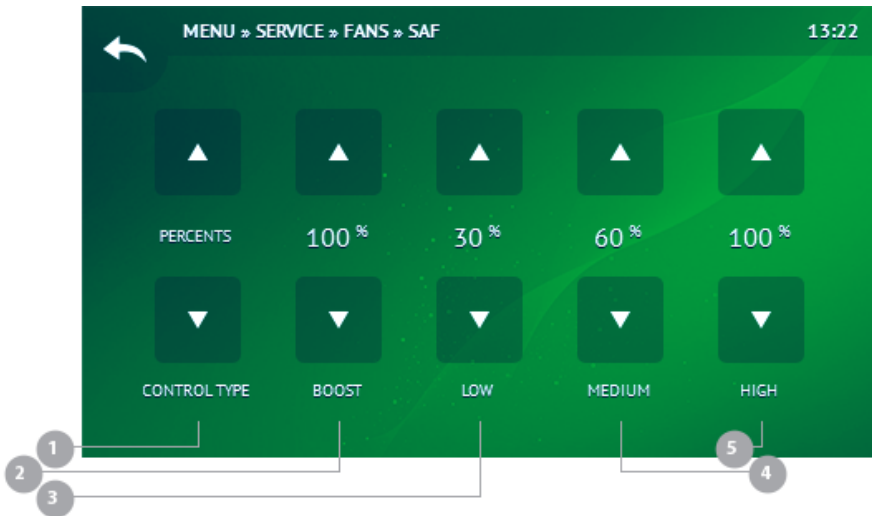 MENU » SERVICE » FANS » SAF 13:22
PERCENTS 100 % 30 % 60 % 100 %
CONTROL TYPE BOOST LOW MEDIUM HIGH
1 5
2 4
3